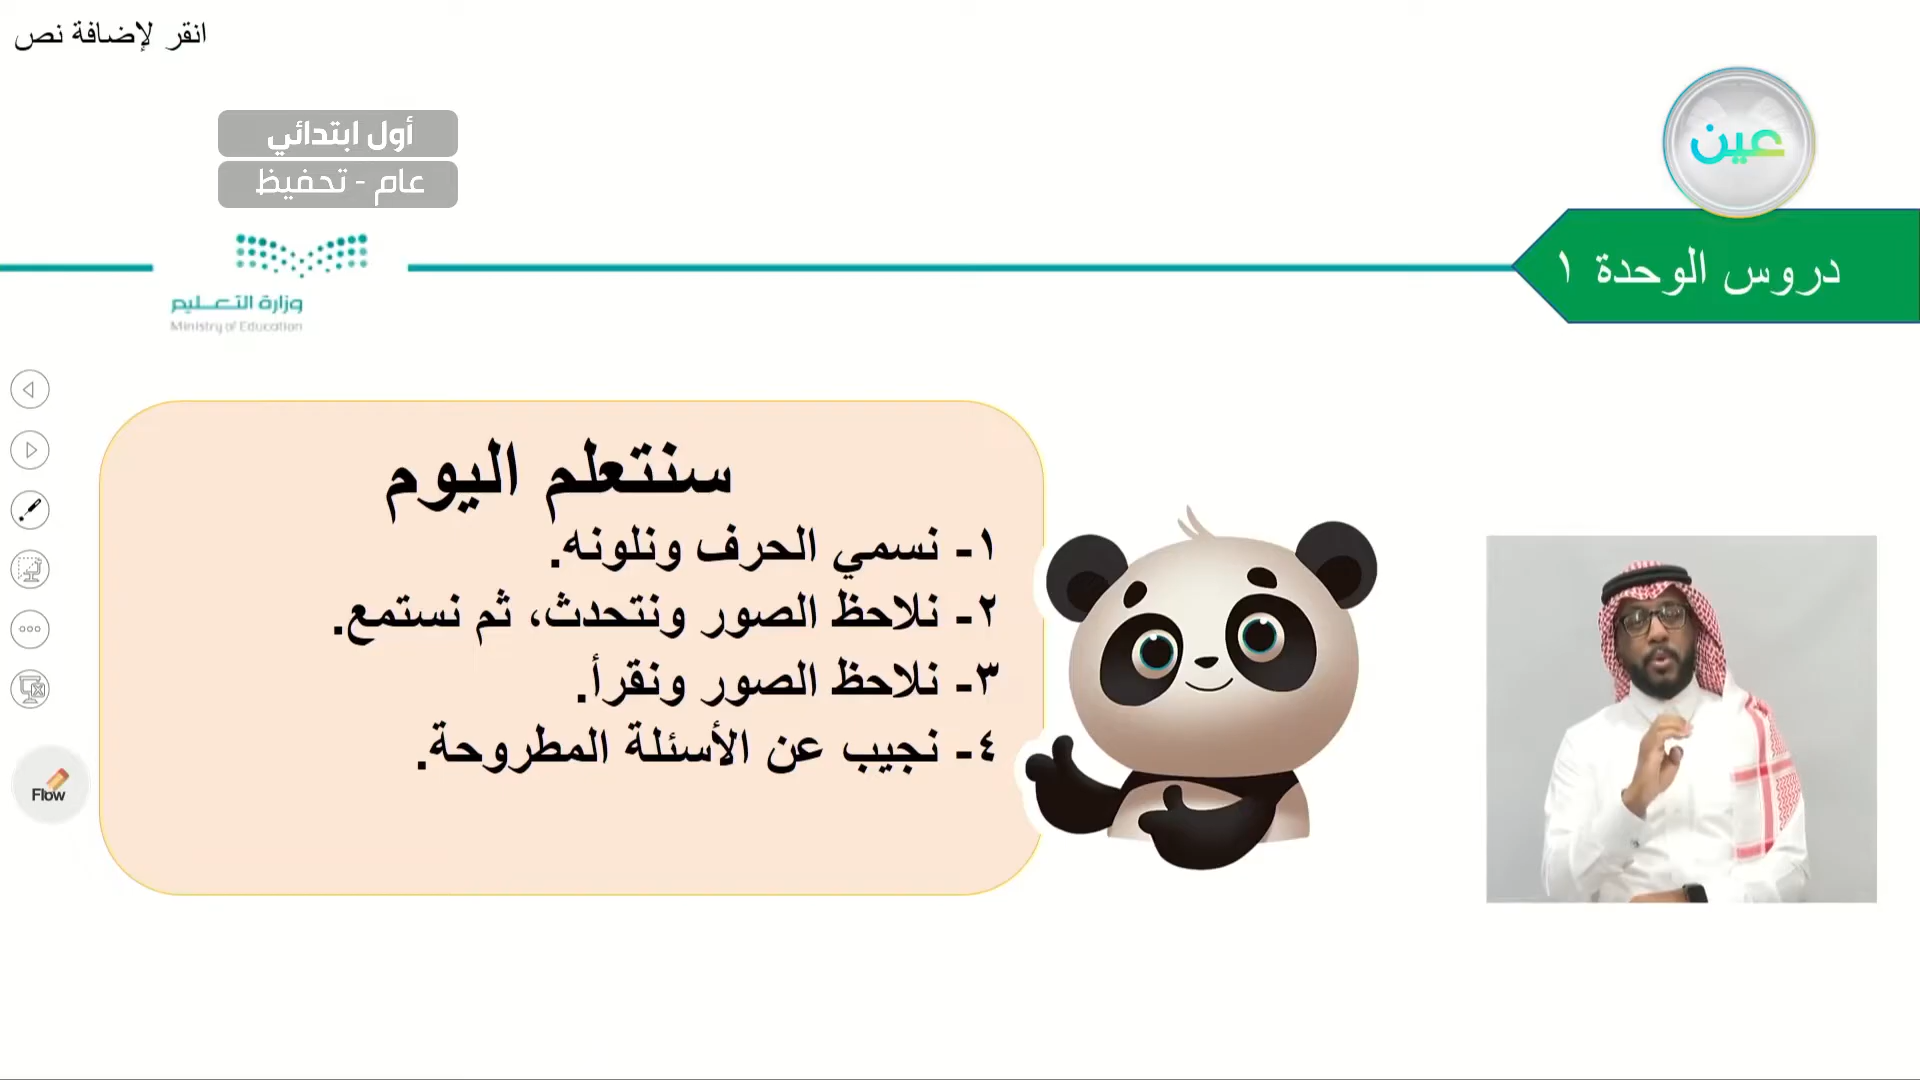 انقر لإضافة نص
عين
أول ابتدائي
عام - تحفيظ
دروس الوحدة ١
وزارة التعليم
Ministry of Education
سنتعلم اليوم
١- نسمي الحرف ونلونه.
٢- نلاحظ الصور ونتحدث، ثم نستمع.
٣- نلاحظ الصور ونقرأ.
٤- نجيب عن الأسئلة المطروحة.
Flow